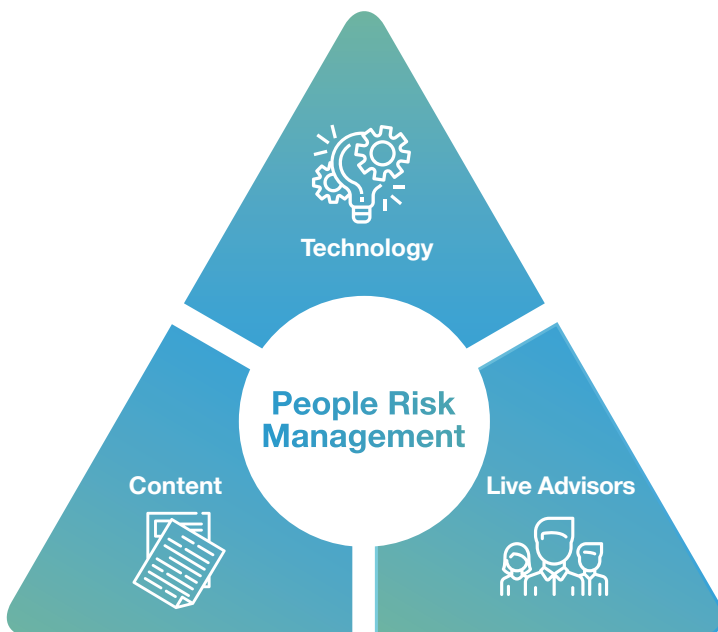 Technology
People Risk
Management
Content
Live Advisors